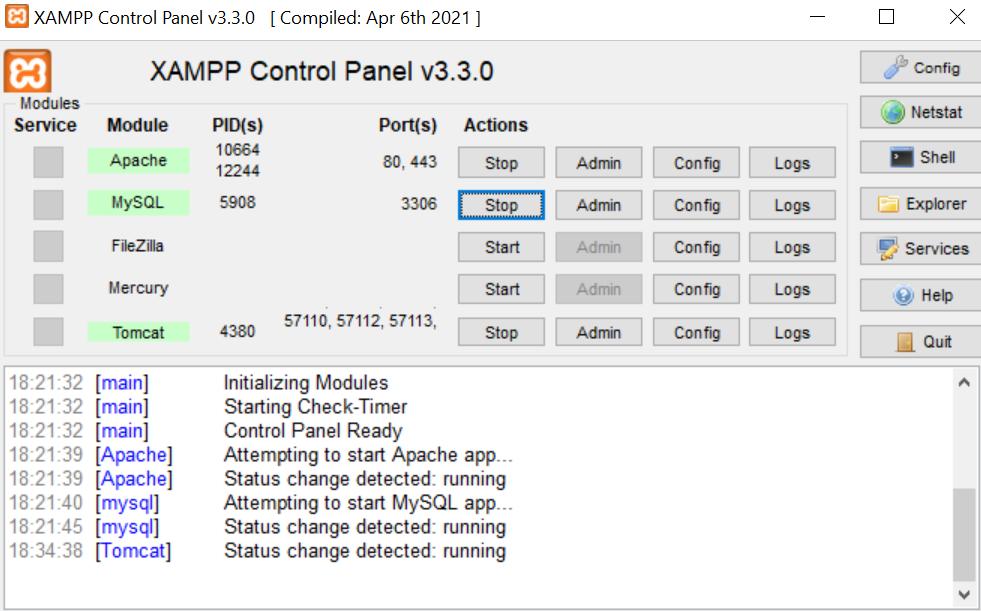 XAMPP Control Panel v3.3.0 [ Compiled: Apr 6th 2021 ]
XAMPP Control Panel v3.3.0
Config
Modules
Service Module PID(s) Port(s) Actions
Netstat
Apache 10664 12244 80, 443 Stop Admin Config Logs
Shell
MySQL 5908 3306 Stop Admin Config Logs
Explorer
FileZilla Start Admin Config Logs
Services
Mercury Start Admin Config Logs
Help
Tomcat 4380 57110, 57112, 57113, Stop Admin Config Logs
Quit
18:21:32 [main] Initializing Modules
18:21:32 [main] Starting Check-Timer
18:21:32 [main] Control Panel Ready
18:21:39 [Apache] Attempting to start Apache app...
18:21:39 [Apache] Status change detected: running
18:21:40 [mysql] Attempting to start MySQL app...
18:21:45 [mysql] Status change detected: running
18:34:38 [Tomcat] Status change detected: running